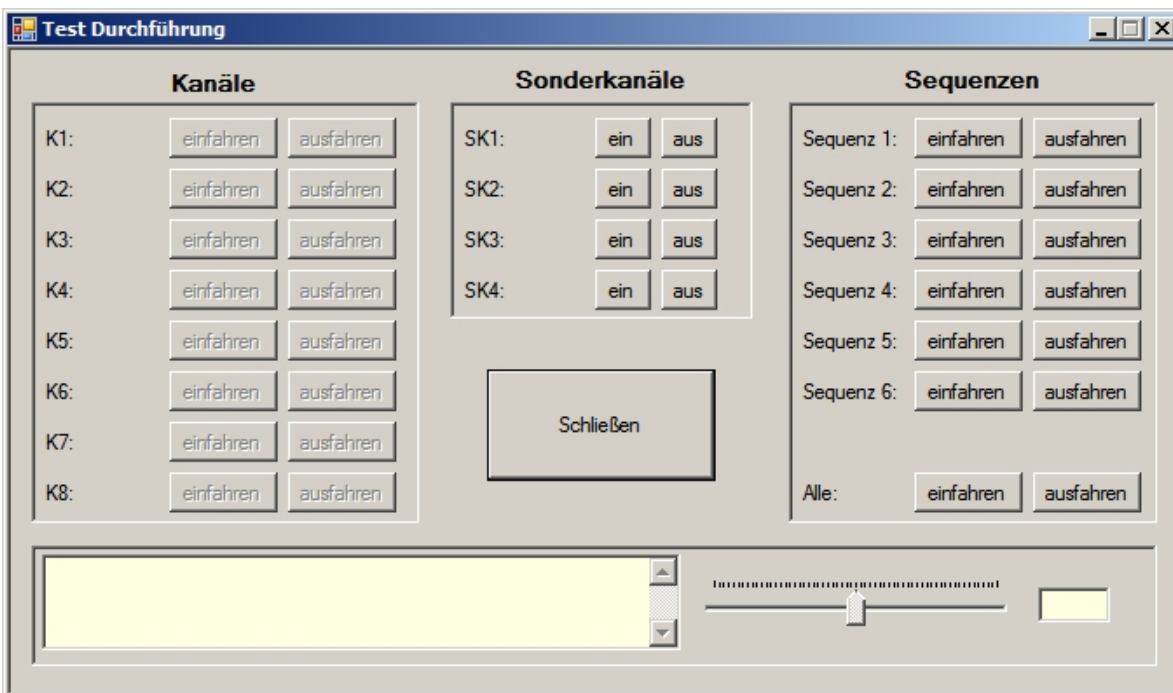 Test Durchführung
Kanäle
K1: einfahren ausfahren
K2: einfahren ausfahren
K3: einfahren ausfahren
K4: einfahren ausfahren
K5: einfahren ausfahren
K6: einfahren ausfahren
K7: einfahren ausfahren
K8: einfahren ausfahren
Sonderkanäle
SK1: ein aus
SK2: ein aus
SK3: ein aus
SK4: ein aus
Schließen
Sequenzen
Sequenz 1: einfahren ausfahren
Sequenz 2: einfahren ausfahren
Sequenz 3: einfahren ausfahren
Sequenz 4: einfahren ausfahren
Sequenz 5: einfahren ausfahren
Sequenz 6: einfahren ausfahren
Alle: einfahren ausfahren